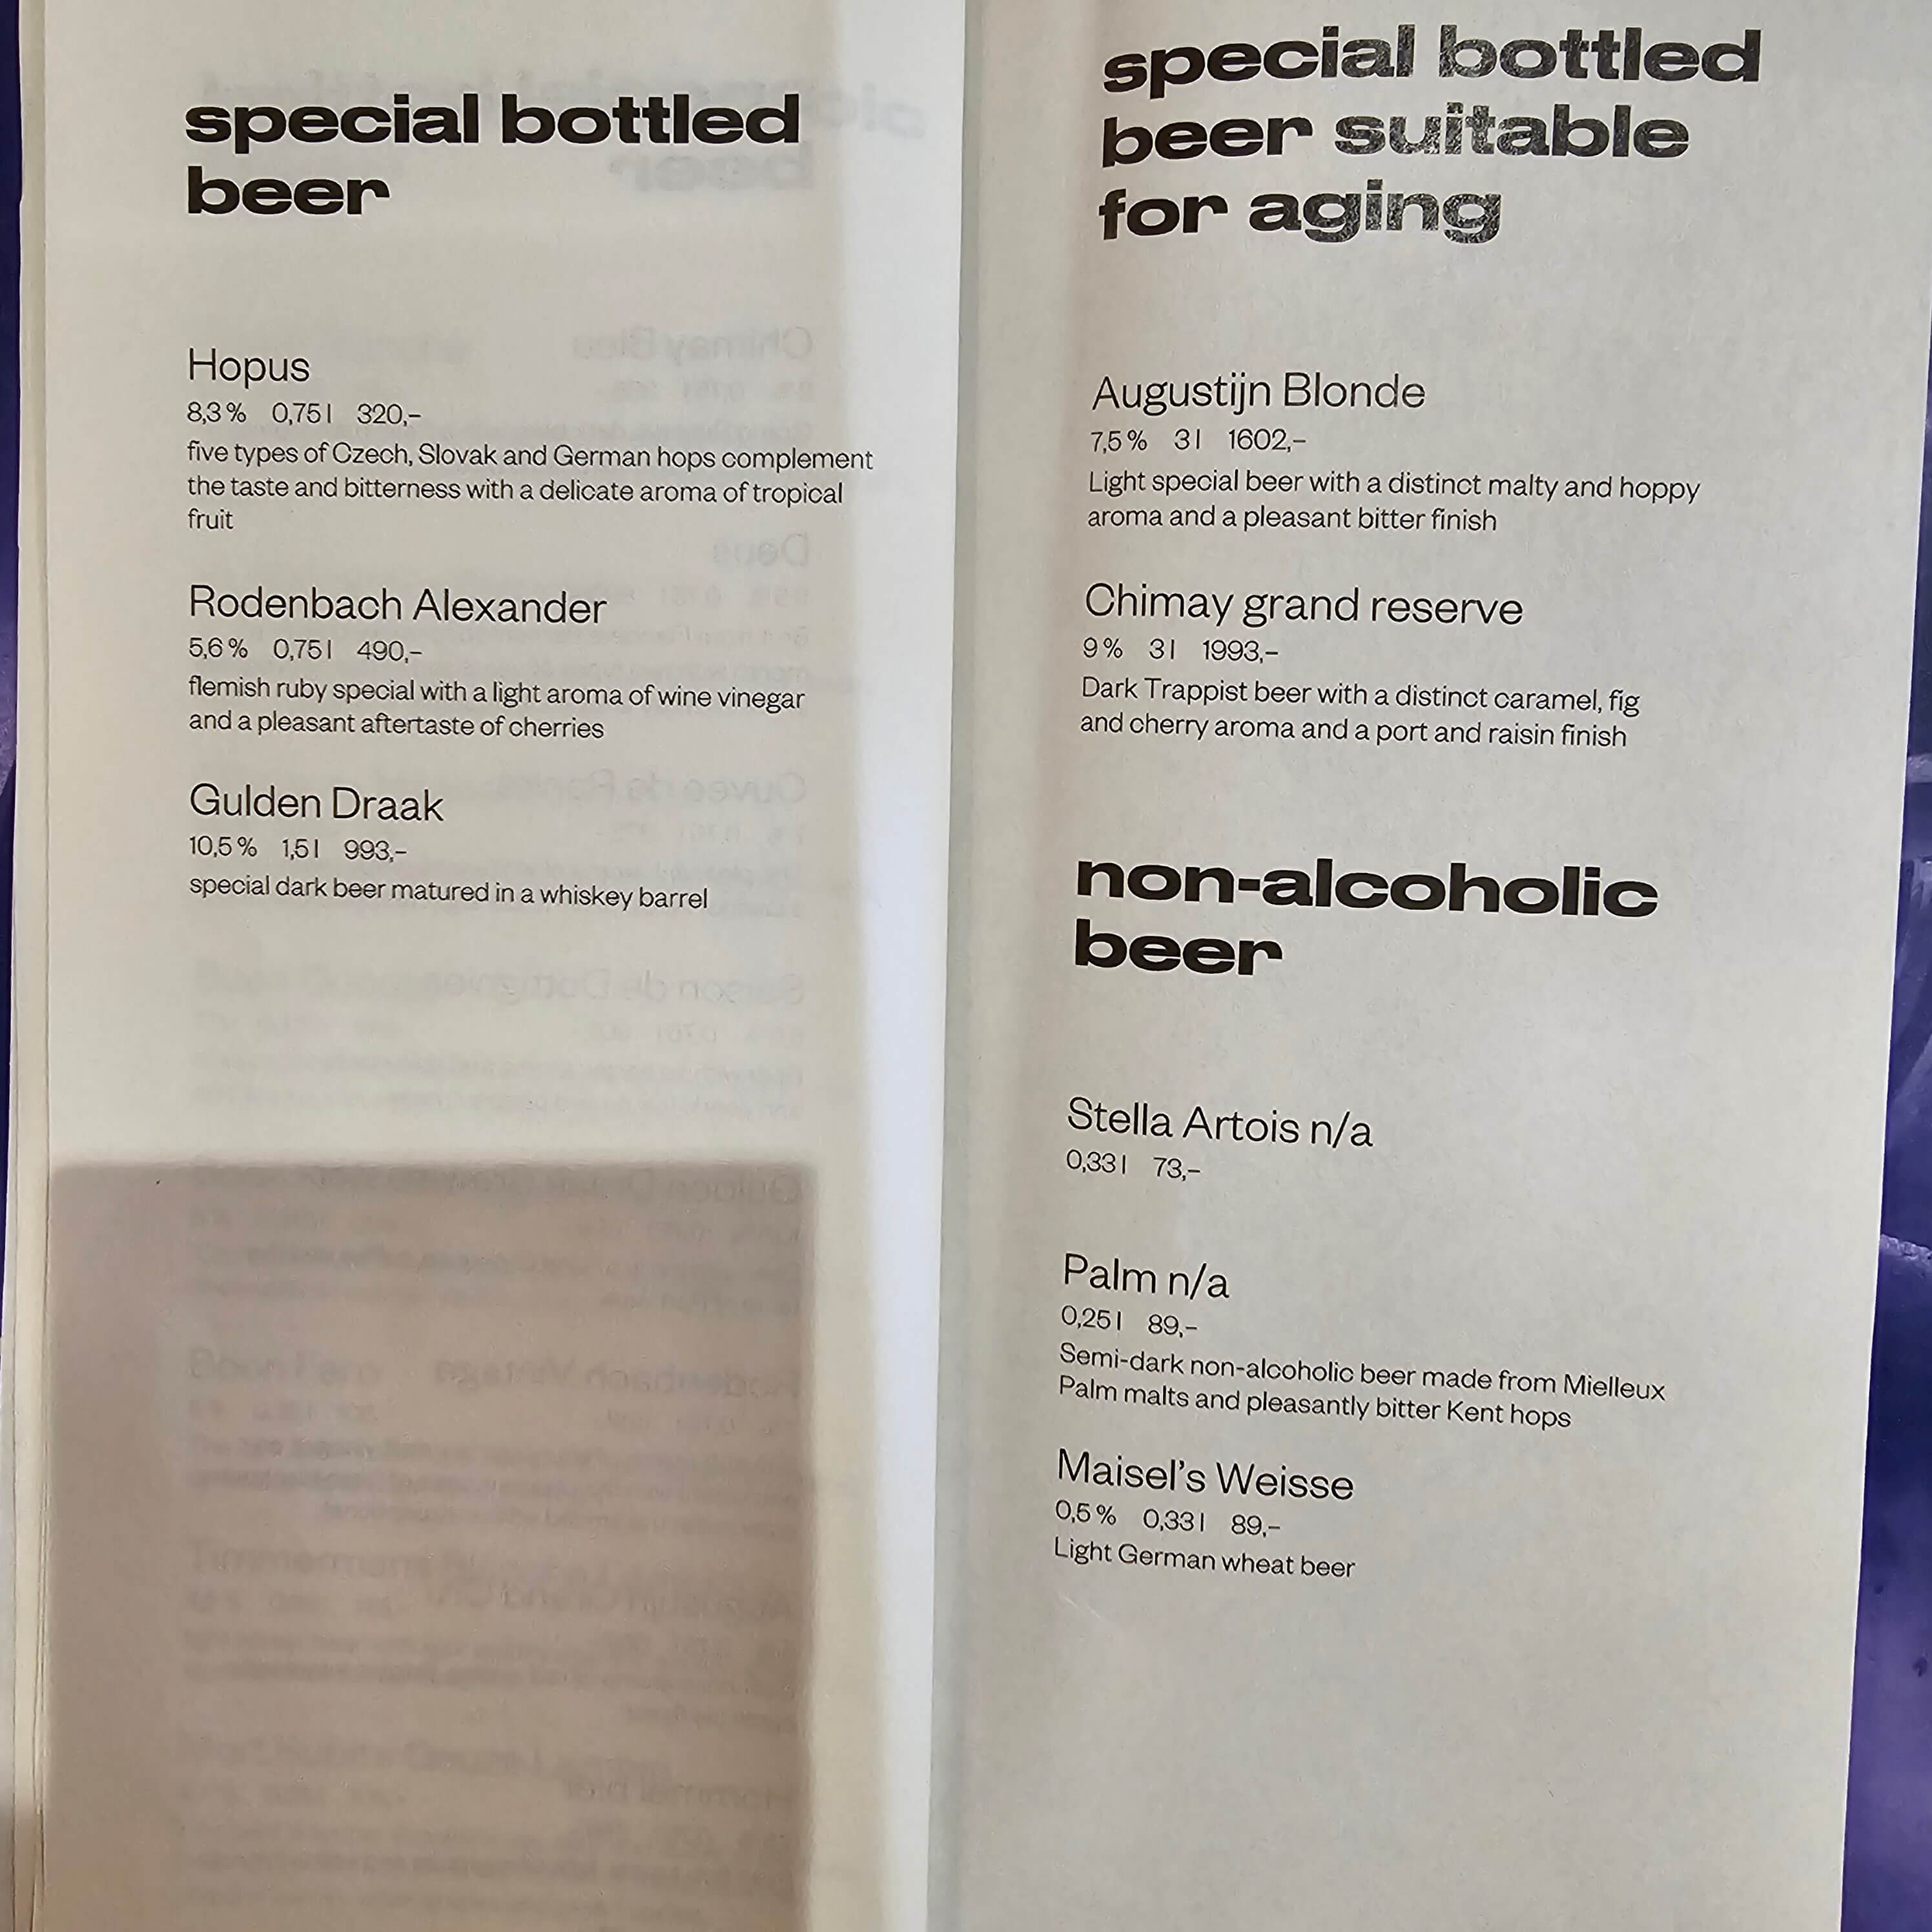 special bottled
beer
Hopus
8,3 % 0,75 l 320,–
five types of Czech, Slovak and German hops complement
the taste and bitterness with a delicate aroma of tropical
fruit
Rodenbach Alexander
5,6 % 0,75 l 490,–
flemish ruby special with a light aroma of wine vinegar
and a pleasant aftertaste of cherries
Gulden Draak
10,5 % 1,5 l 993,–
special dark beer matured in a whiskey barrel
special bottled
beer suitable
for aging
Augustijn Blonde
7,5 % 3 l 1602,–
Light special beer with a distinct malty and hoppy
aroma and a pleasant bitter finish
Chimay grand reserve
9 % 3 l 1993,–
Dark Trappist beer with a distinct caramel, fig
and cherry aroma and a port and raisin finish
non-alcoholic
beer
Stella Artois n/a
0,33 l 73,–
Palm n/a
0,25 l 89,–
Semi-dark non-alcoholic beer made from Mielleux
Palm malts and pleasantly bitter Kent hops
Maisel's Weisse
0,5 % 0,33 l 89,–
Light German wheat beer